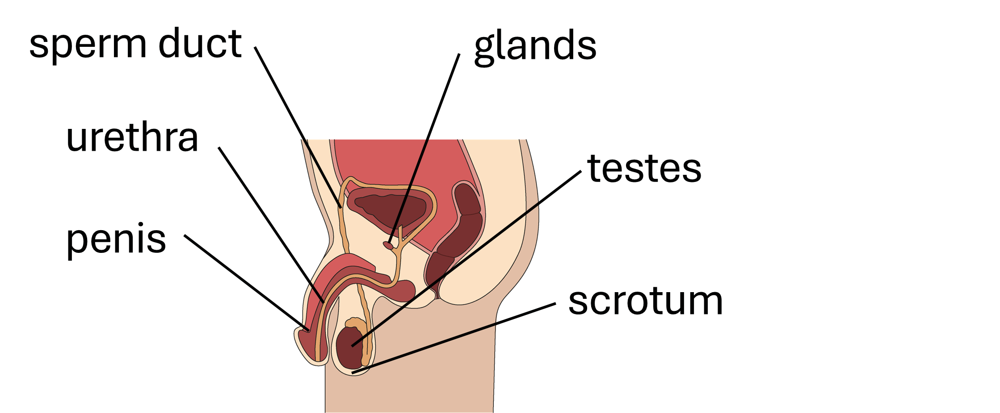 sperm duct
glands
urethra
testes
penis
scrotum